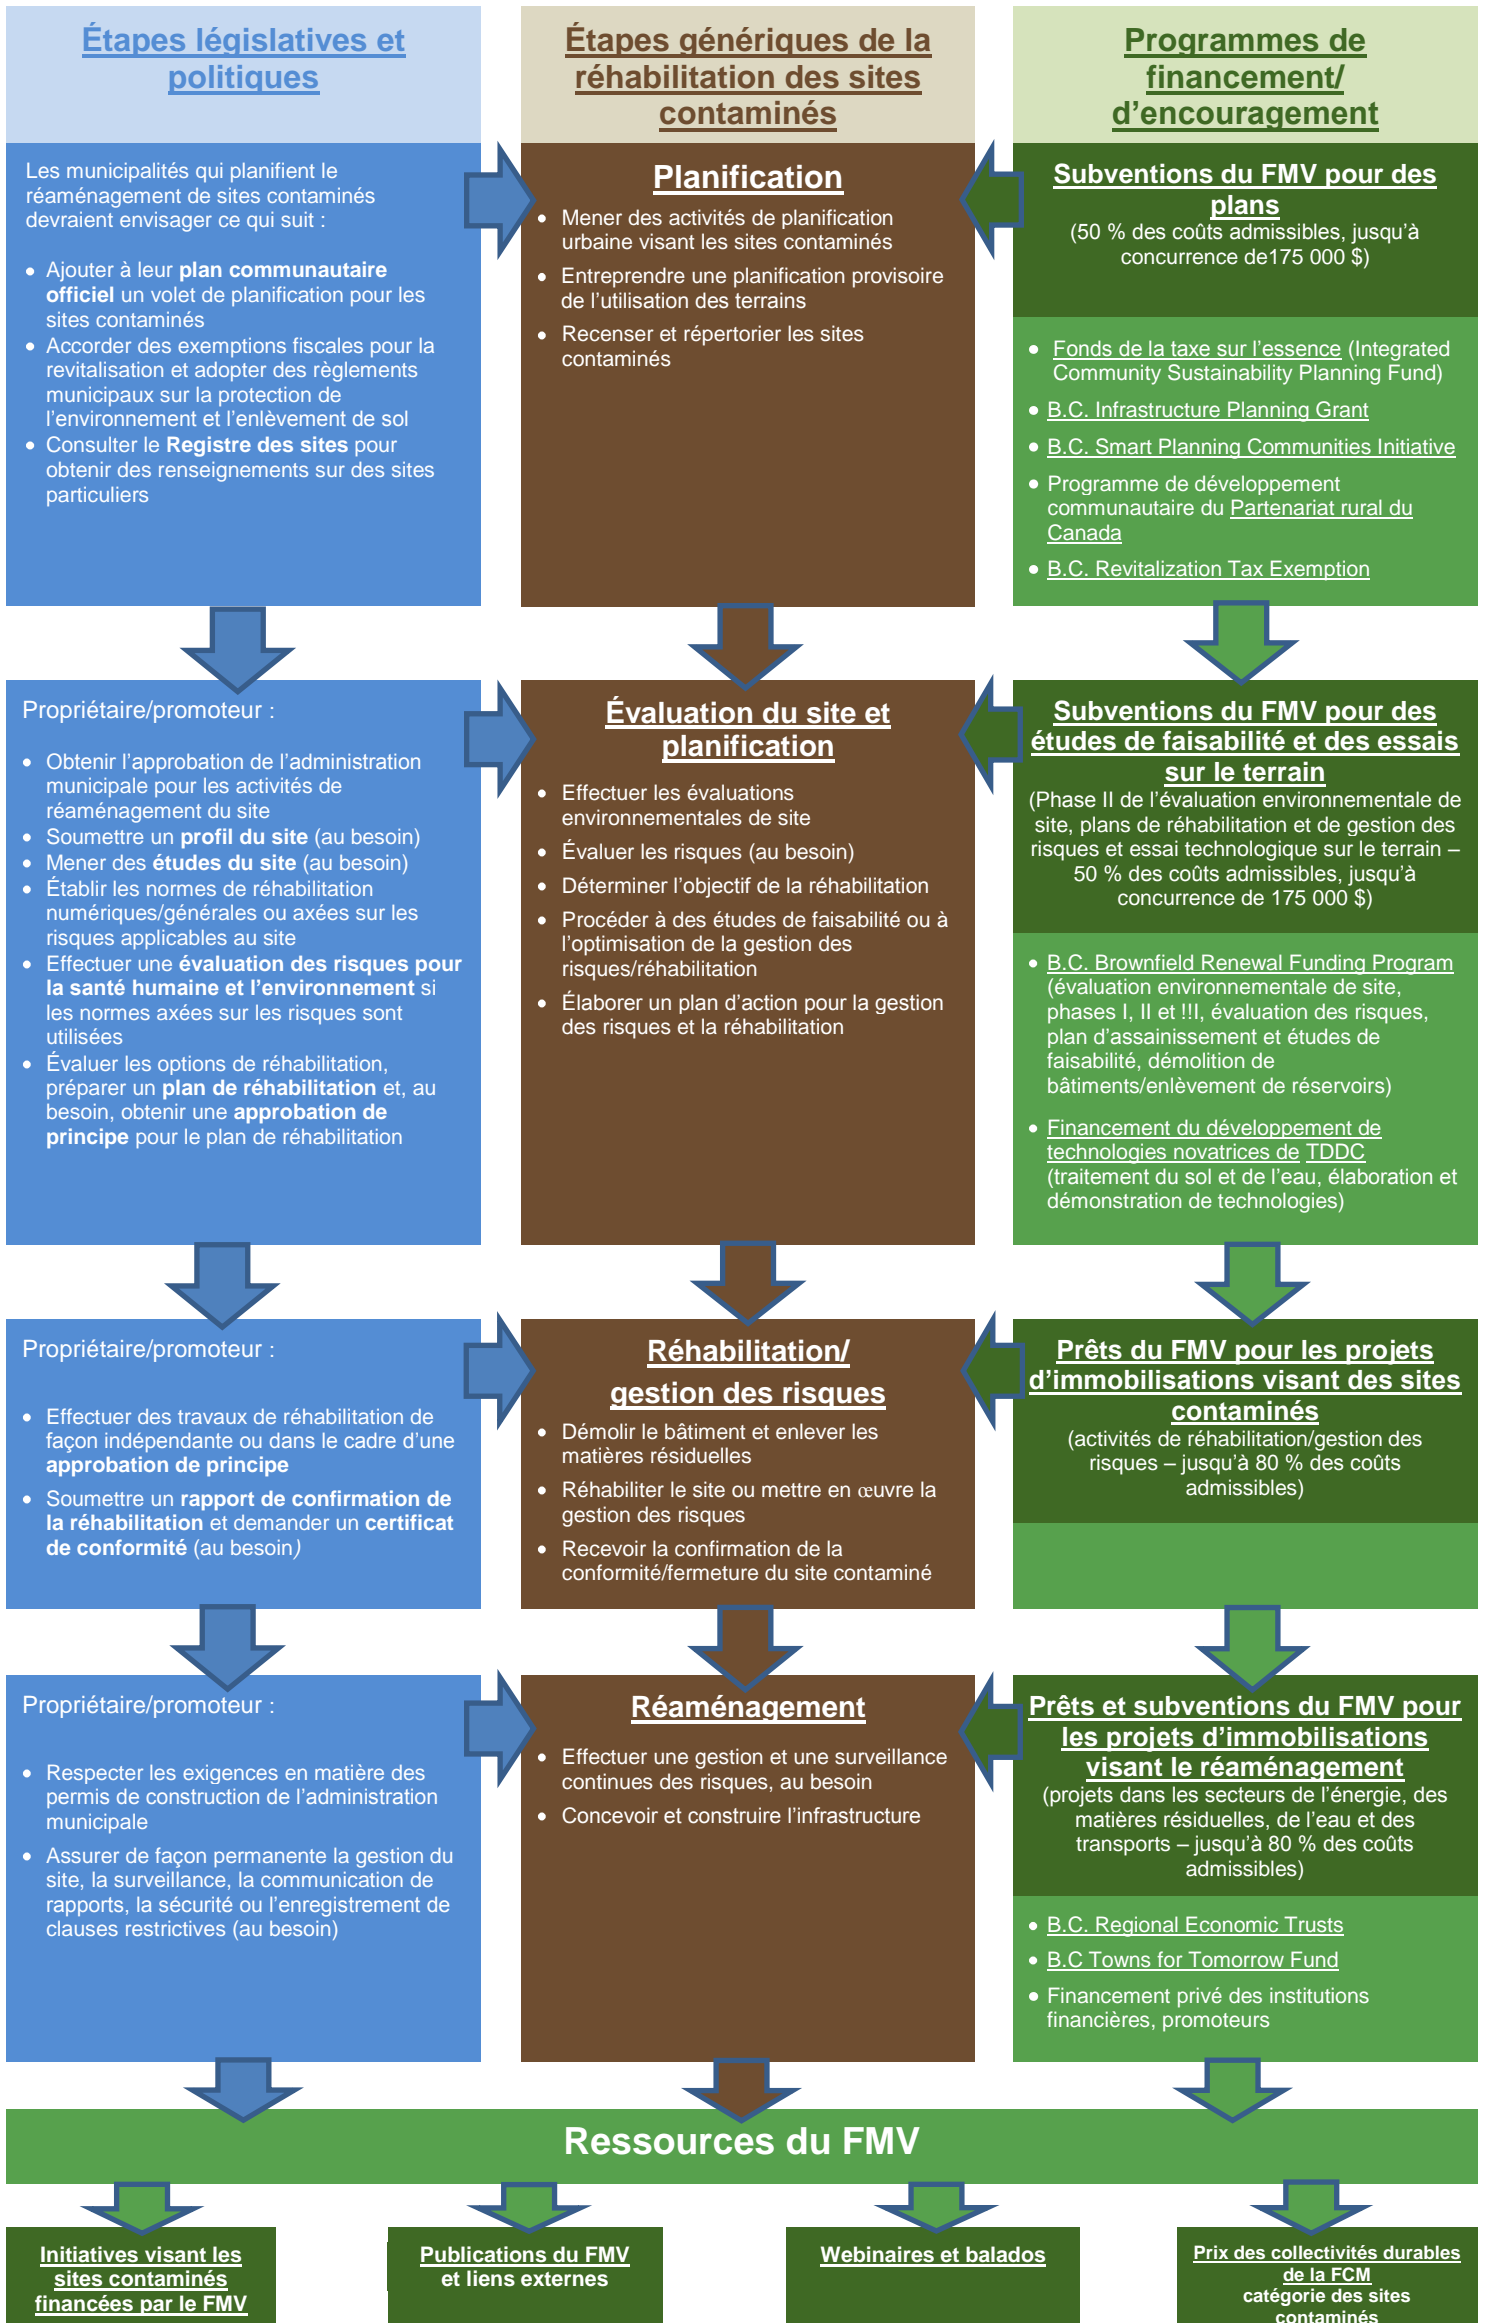 Étapes législatives et
politiques
Étapes génériques de la
réhabilitation des sites
contaminés
Programmes de
financement/
d’encouragement
Les municipalités qui planifient le
réaménagement de sites contaminés
devraient envisager ce qui suit :
• Ajouter à leur plan communautaire
officiel un volet de planification pour les
sites contaminés
• Accorder des exemptions fiscales pour la
revitalisation et adopter des règlements
municipaux sur la protection de
l’environnement et l’enlèvement de sol
• Consulter le Registre des sites pour
obtenir des renseignements sur des sites
particuliers
Planification
• Mener des activités de planification
urbaine visant les sites contaminés
• Entreprendre une planification provisoire
de l’utilisation des terrains
• Recenser et répertorier les sites
contaminés
Subventions du FMV pour des
plans
(50 % des coûts admissibles, jusqu’à
concurrence de175 000 $)
• Fonds de la taxe sur l’essence (Integrated
Community Sustainability Planning Fund)
• B.C. Infrastructure Planning Grant
• B.C. Smart Planning Communities Initiative
• Programme de développement
communautaire du Partenariat rural du
Canada
• B.C. Revitalization Tax Exemption
Propriétaire/promoteur :
• Obtenir l’approbation de l’administration
municipale pour les activités de
réaménagement du site
• Soumettre un profil du site (au besoin)
• Mener des études du site (au besoin)
• Établir les normes de réhabilitation
numériques/générales ou axées sur les
risques applicables au site
• Effectuer une évaluation des risques pour
la santé humaine et l’environnement si
les normes axées sur les risques sont
utilisées
• Évaluer les options de réhabilitation,
préparer un plan de réhabilitation et, au
besoin, obtenir une approbation de
principe pour le plan de réhabilitation
Évaluation du site et
planification
• Effectuer les évaluations
environnementales de site
• Évaluer les risques (au besoin)
• Déterminer l’objectif de la réhabilitation
• Procéder à des études de faisabilité ou à
l’optimisation de la gestion des
risques/réhabilitation
• Élaborer un plan d’action pour la gestion
des risques et la réhabilitation
Subventions du FMV pour des
études de faisabilité et des essais
sur le terrain
(Phase II de l’évaluation environnementale de
site, plans de réhabilitation et de gestion des
risques et essai technologique sur le terrain –
50 % des coûts admissibles, jusqu’à
concurrence de 175 000 $)
• B.C. Brownfield Renewal Funding Program
(évaluation environnementale de site,
phases I, II et !!I, évaluation des risques,
plan d’assainissement et études de
faisabilité, démolition de
bâtiments/enlèvement de réservoirs)
• Financement du développement de
technologies novatrices de TDDC
(traitement du sol et de l’eau, élaboration et
démonstration de technologies)
Propriétaire/promoteur :
• Effectuer des travaux de réhabilitation de
façon indépendante ou dans le cadre d’une
approbation de principe
• Soumettre un rapport de confirmation de
la réhabilitation et demander un certificat
de conformité (au besoin)
Réhabilitation/
gestion des risques
• Démolir le bâtiment et enlever les
matières résiduelles
• Réhabiliter le site ou mettre en œuvre la
gestion des risques
• Recevoir la confirmation de la
conformité/fermeture du site contaminé
Prêts du FMV pour les projets
d’immobilisations visant des sites
contaminés
(activités de réhabilitation/gestion des
risques – jusqu’à 80 % des coûts
admissibles)
Propriétaire/promoteur :
• Respecter les exigences en matière des
permis de construction de l’administration
municipale
• Assurer de façon permanente la gestion du
site, la surveillance, la communication de
rapports, la sécurité ou l’enregistrement de
clauses restrictives (au besoin)
Réaménagement
• Effectuer une gestion et une surveillance
continues des risques, au besoin
• Concevoir et construire l’infrastructure
Prêts et subventions du FMV pour
les projets d’immobilisations
visant le réaménagement
(projets dans les secteurs de l’énergie, des
matières résiduelles, de l’eau et des
transports – jusqu’à 80 % des coûts
admissibles)
• B.C. Regional Economic Trusts
• B.C Towns for Tomorrow Fund
• Financement privé des institutions
financières, promoteurs
Ressources du FMV
Initiatives visant les
sites contaminés
financées par le FMV
Publications du FMV
et liens externes
Webinaires et balados
Prix des collectivités durables
de la FCM
catégorie des sites
contaminés